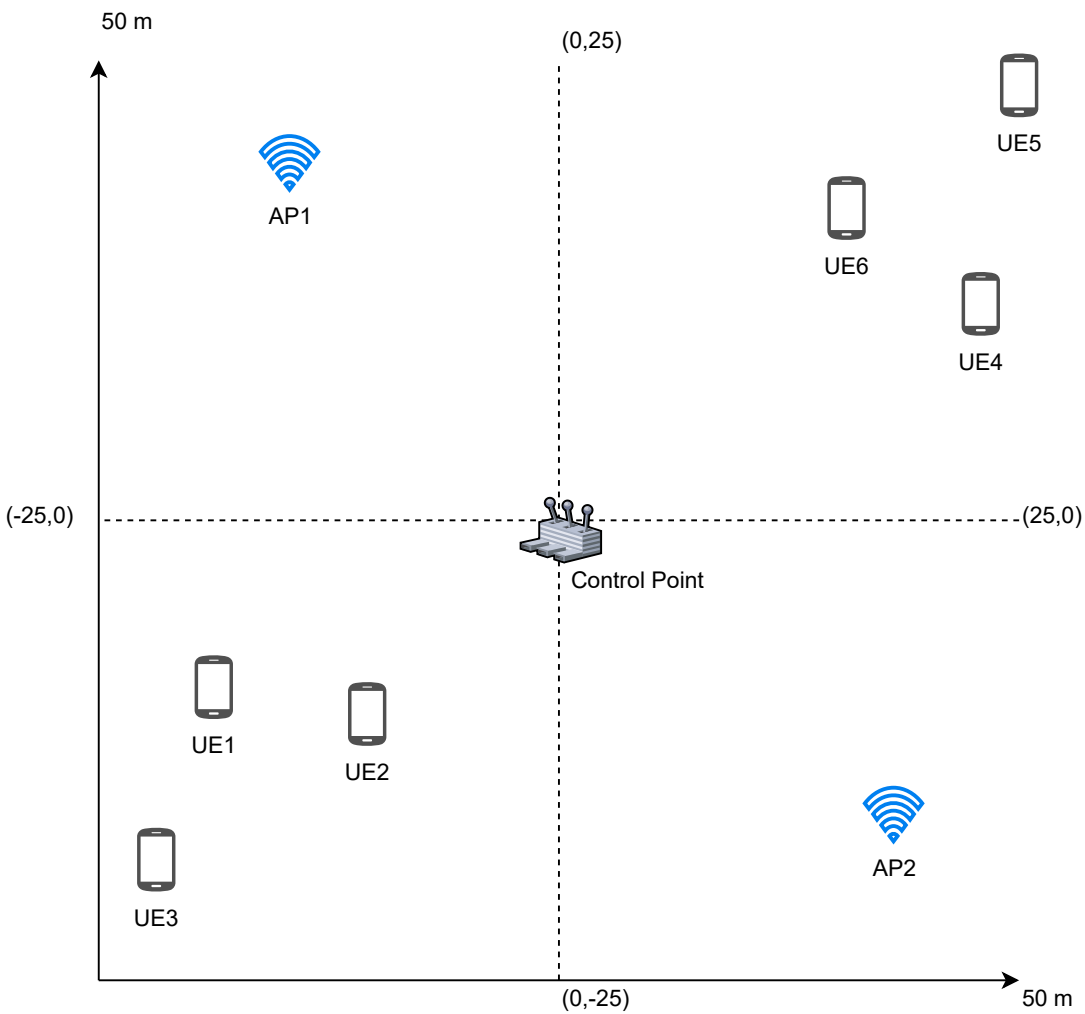 50 m
(0,25)
UE5
AP1
UE6
UE4
(-25,0)
(25,0)
Control Point
UE1
UE2
AP2
UE3
(0,-25)
50 m